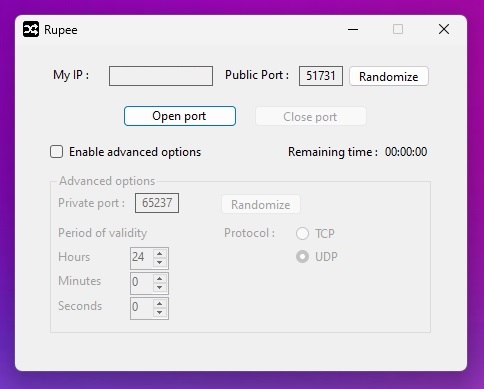 Rupee
My IP : Public Port : 51731 Randomize
Open port Close port
Enable advanced options Remaining time : 00:00:00
Advanced options
Private port : 65237 Randomize
Period of validity Protocol : TCP
Hours 24 UDP
Minutes 0
Seconds 0